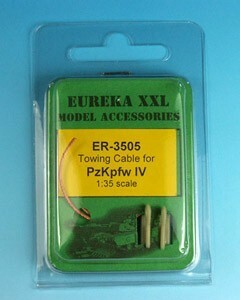 EUREKA XXL
MODEL ACCESSORIES
ER-3505
Towing Cable for
PzKpfw IV
1:35 scale